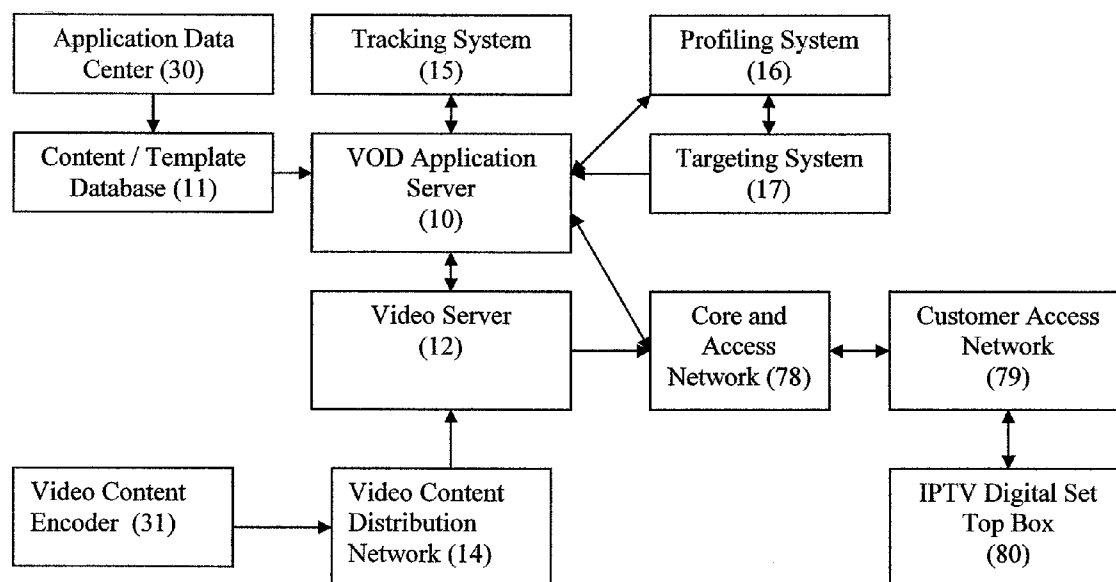 Application Data
Center (30)
Tracking System
(15)
Profiling System
(16)
Content / Template
Database (11)
VOD Application
Server
(10)
Targeting System
(17)
Video Server
(12)
Core and
Access
Network (78)
Customer Access
Network
(79)
Video Content
Encoder (31)
Video Content
Distribution
Network (14)
IPTV Digital Set
Top Box
(80)